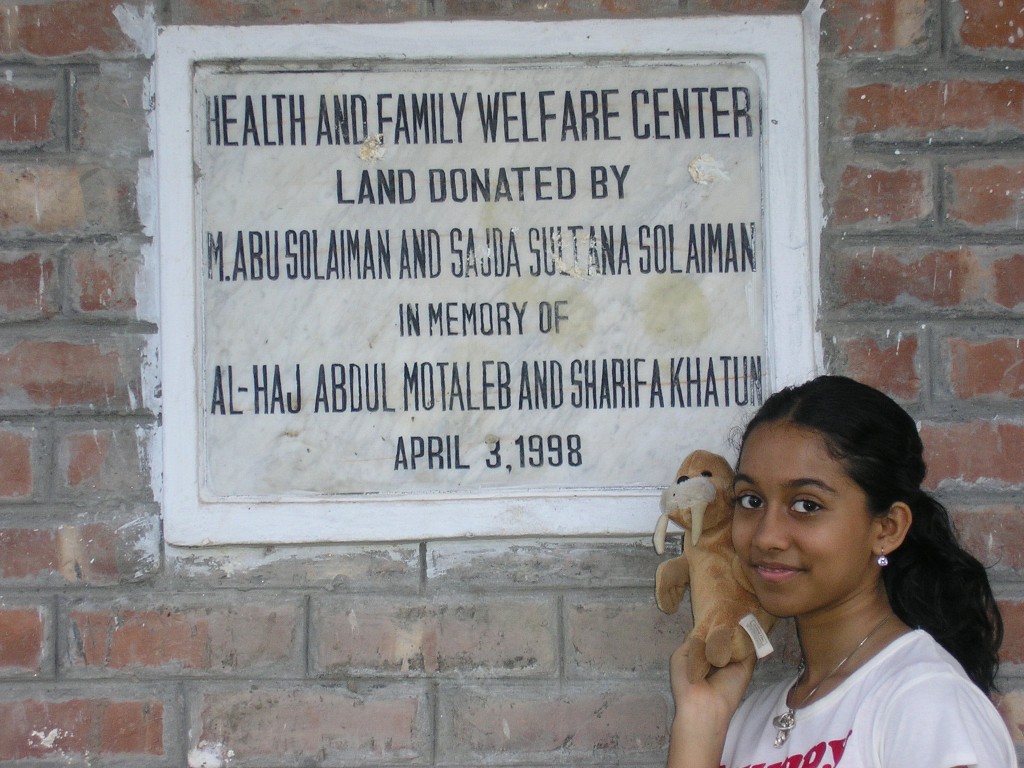 HEALTH AND FAMILY WELFARE CENTER
LAND DONATED BY
M.ABU SOLAIMAN AND SAJDA SULTANA SOLAIMAN
IN MEMORY OF
AL-HAJ ABDUL MOTALEB AND SHARIFA KHATUN
APRIL 3,1998